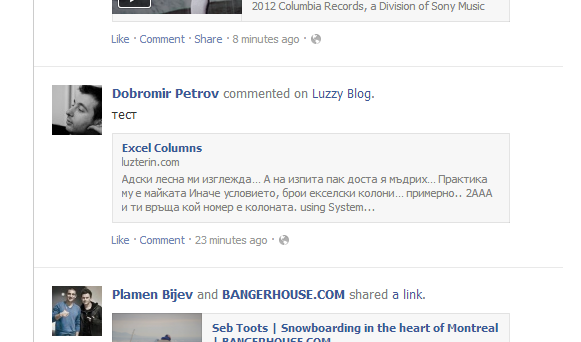 2012 Columbia Records, a Division of Sony Music
Like · Comment · Share · 8 minutes ago ·
Dobromir Petrov commented on Luzzy Blog.
тест
Excel Columns
luzterin.com
Адски лесна ми изглежда... А на изпита пак доста я мъдрих... Практика
му е майката Иначе условието, брои екселски колони... примерно.. 2AAA
и ти връща кой номер е колоната. using System...
Like · Comment · 23 minutes ago ·
Plamen Bijev and BANGERHOUSE.COM shared a link.
Seb Toots | Snowboarding in the heart of Montreal
| BANGERHOUSE.COM